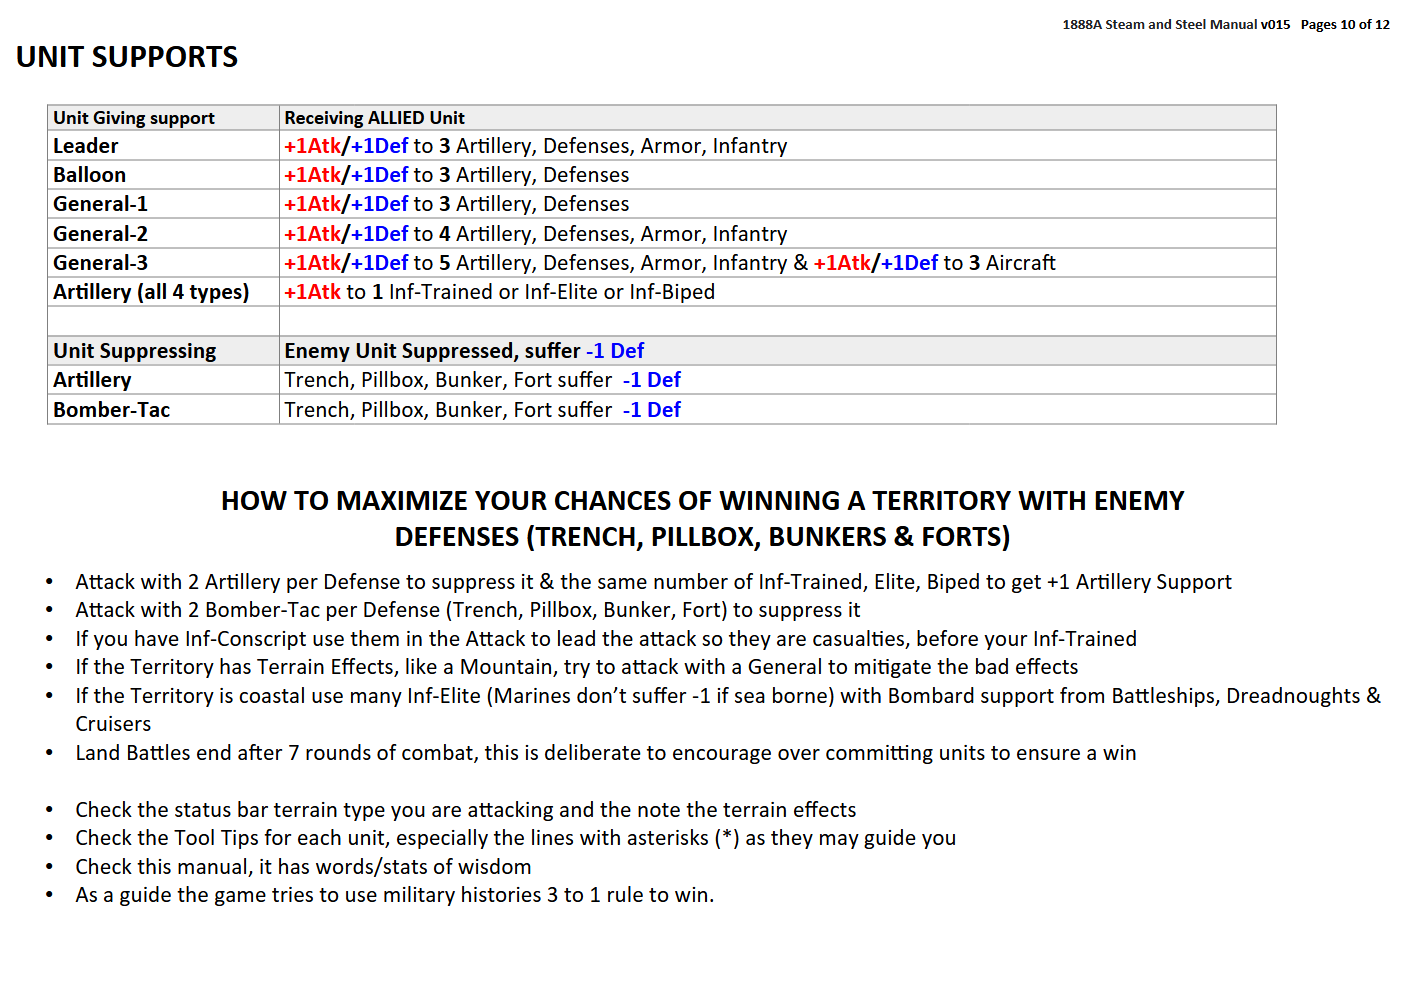 1888A Steam and Steel Manual v015 Pages 10 of 12
UNIT SUPPORTS
Unit Giving support Receiving ALLIED Unit
Leader +1Atk/+1Def to 3 Artillery, Defenses, Armor, Infantry
Balloon +1Atk/+1Def to 3 Artillery, Defenses
General-1 +1Atk/+1Def to 3 Artillery, Defenses
General-2 +1Atk/+1Def to 4 Artillery, Defenses, Armor, Infantry
General-3 +1Atk/+1Def to 5 Artillery, Defenses, Armor, Infantry & +1Atk/+1Def to 3 Aircraft
Artillery (all 4 types) +1Atk to 1 Inf-Trained or Inf-Elite or Inf-Biped
Unit Suppressing Enemy Unit Suppressed, suffer -1 Def
Artillery Trench, Pillbox, Bunker, Fort suffer -1 Def
Bomber-Tac Trench, Pillbox, Bunker, Fort suffer -1 Def
HOW TO MAXIMIZE YOUR CHANCES OF WINNING A TERRITORY WITH ENEMY
DEFENSES (TRENCH, PILLBOX, BUNKERS & FORTS)
• Attack with 2 Artillery per Defense to suppress it & the same number of Inf-Trained, Elite, Biped to get +1 Artillery Support
• Attack with 2 Bomber-Tac per Defense (Trench, Pillbox, Bunker, Fort) to suppress it
• If you have Inf-Conscript use them in the Attack to lead the attack so they are casualties, before your Inf-Trained
• If the Territory has Terrain Effects, like a Mountain, try to attack with a General to mitigate the bad effects
• If the Territory is coastal use many Inf-Elite (Marines don’t suffer -1 if sea borne) with Bombard support from Battleships, Dreadnoughts &
Cruisers
• Land Battles end after 7 rounds of combat, this is deliberate to encourage over committing units to ensure a win
• Check the status bar terrain type you are attacking and the note the terrain effects
• Check the Tool Tips for each unit, especially the lines with asterisks (*) as they may guide you
• Check this manual, it has words/stats of wisdom
• As a guide the game tries to use military histories 3 to 1 rule to win.